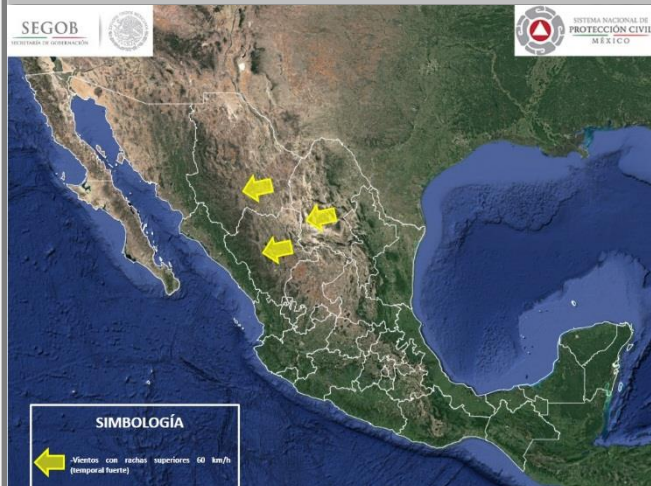 SEGOB
SECRETARÍA DE GOBERNACIÓN
SISTEMA NACIONAL DE
PROTECCIÓN CIVIL
MÉXICO
SIMBOLOGÍA
-Vientos con rachas superiores 60 km/h
(temporal fuerte)